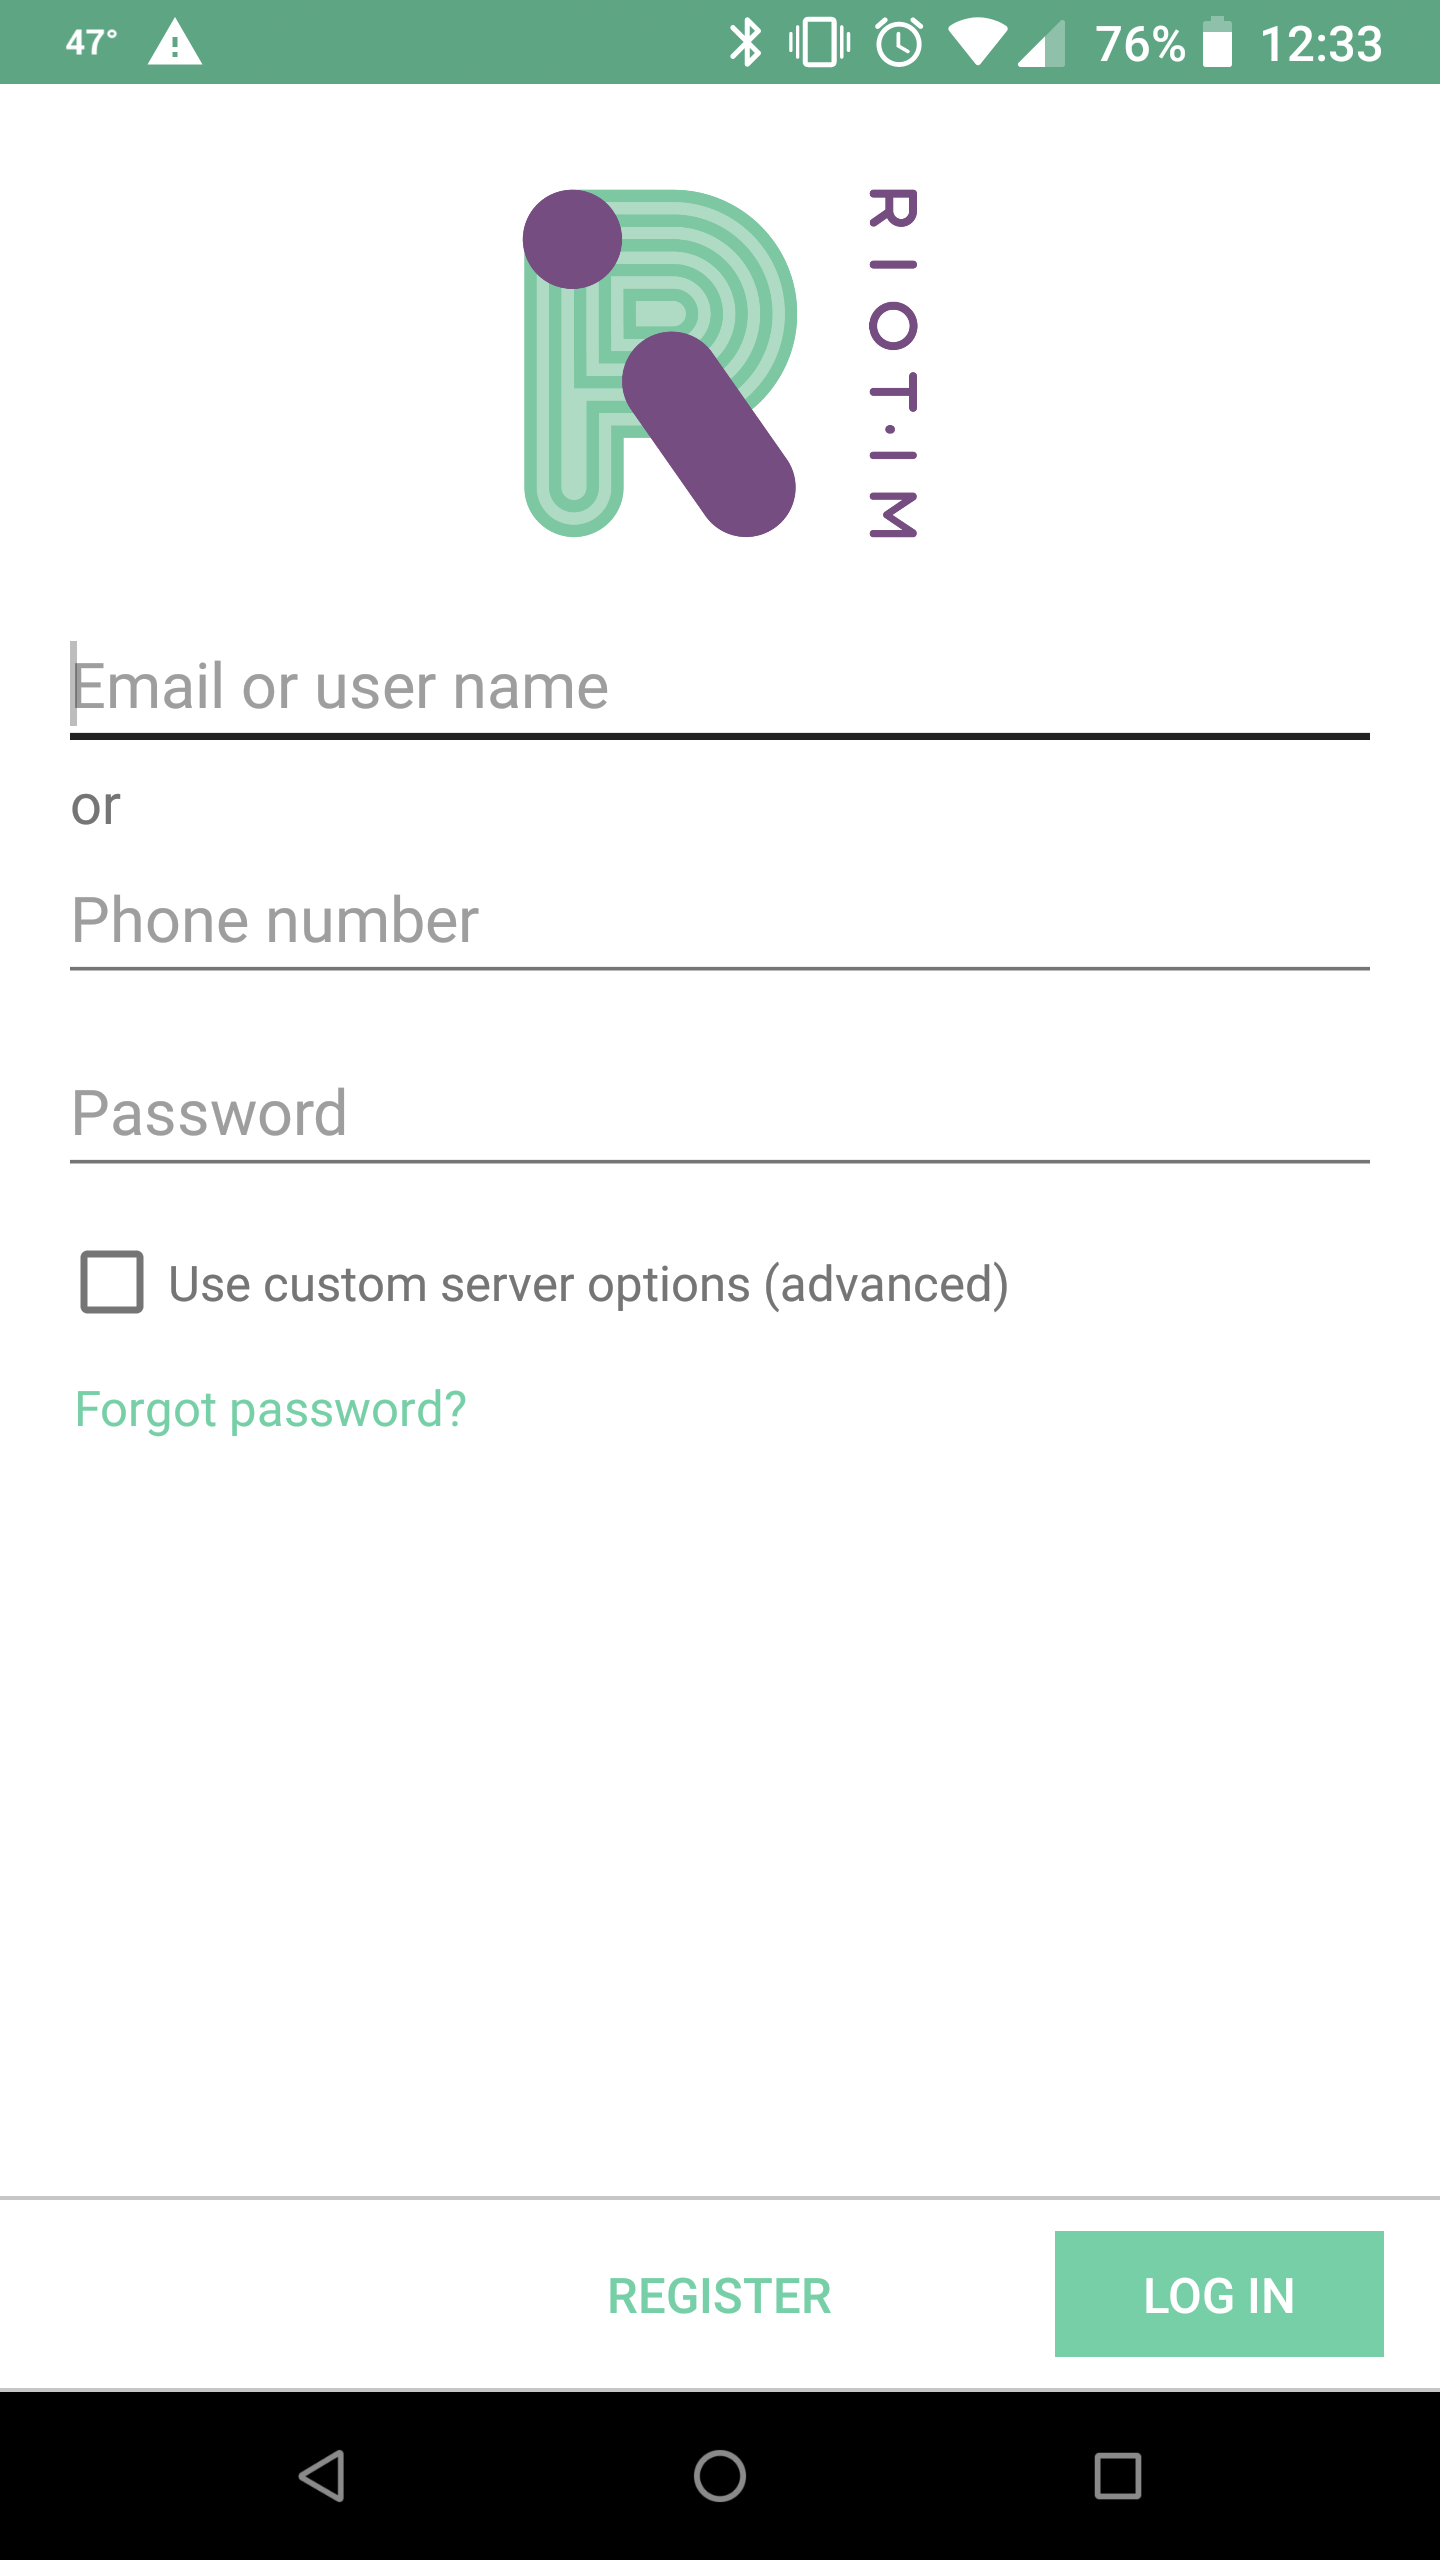 47° 76% 12:33
RIOT.IM
Email or user name
or
Phone number
Password
Use custom server options (advanced)
Forgot password?
REGISTER LOG IN